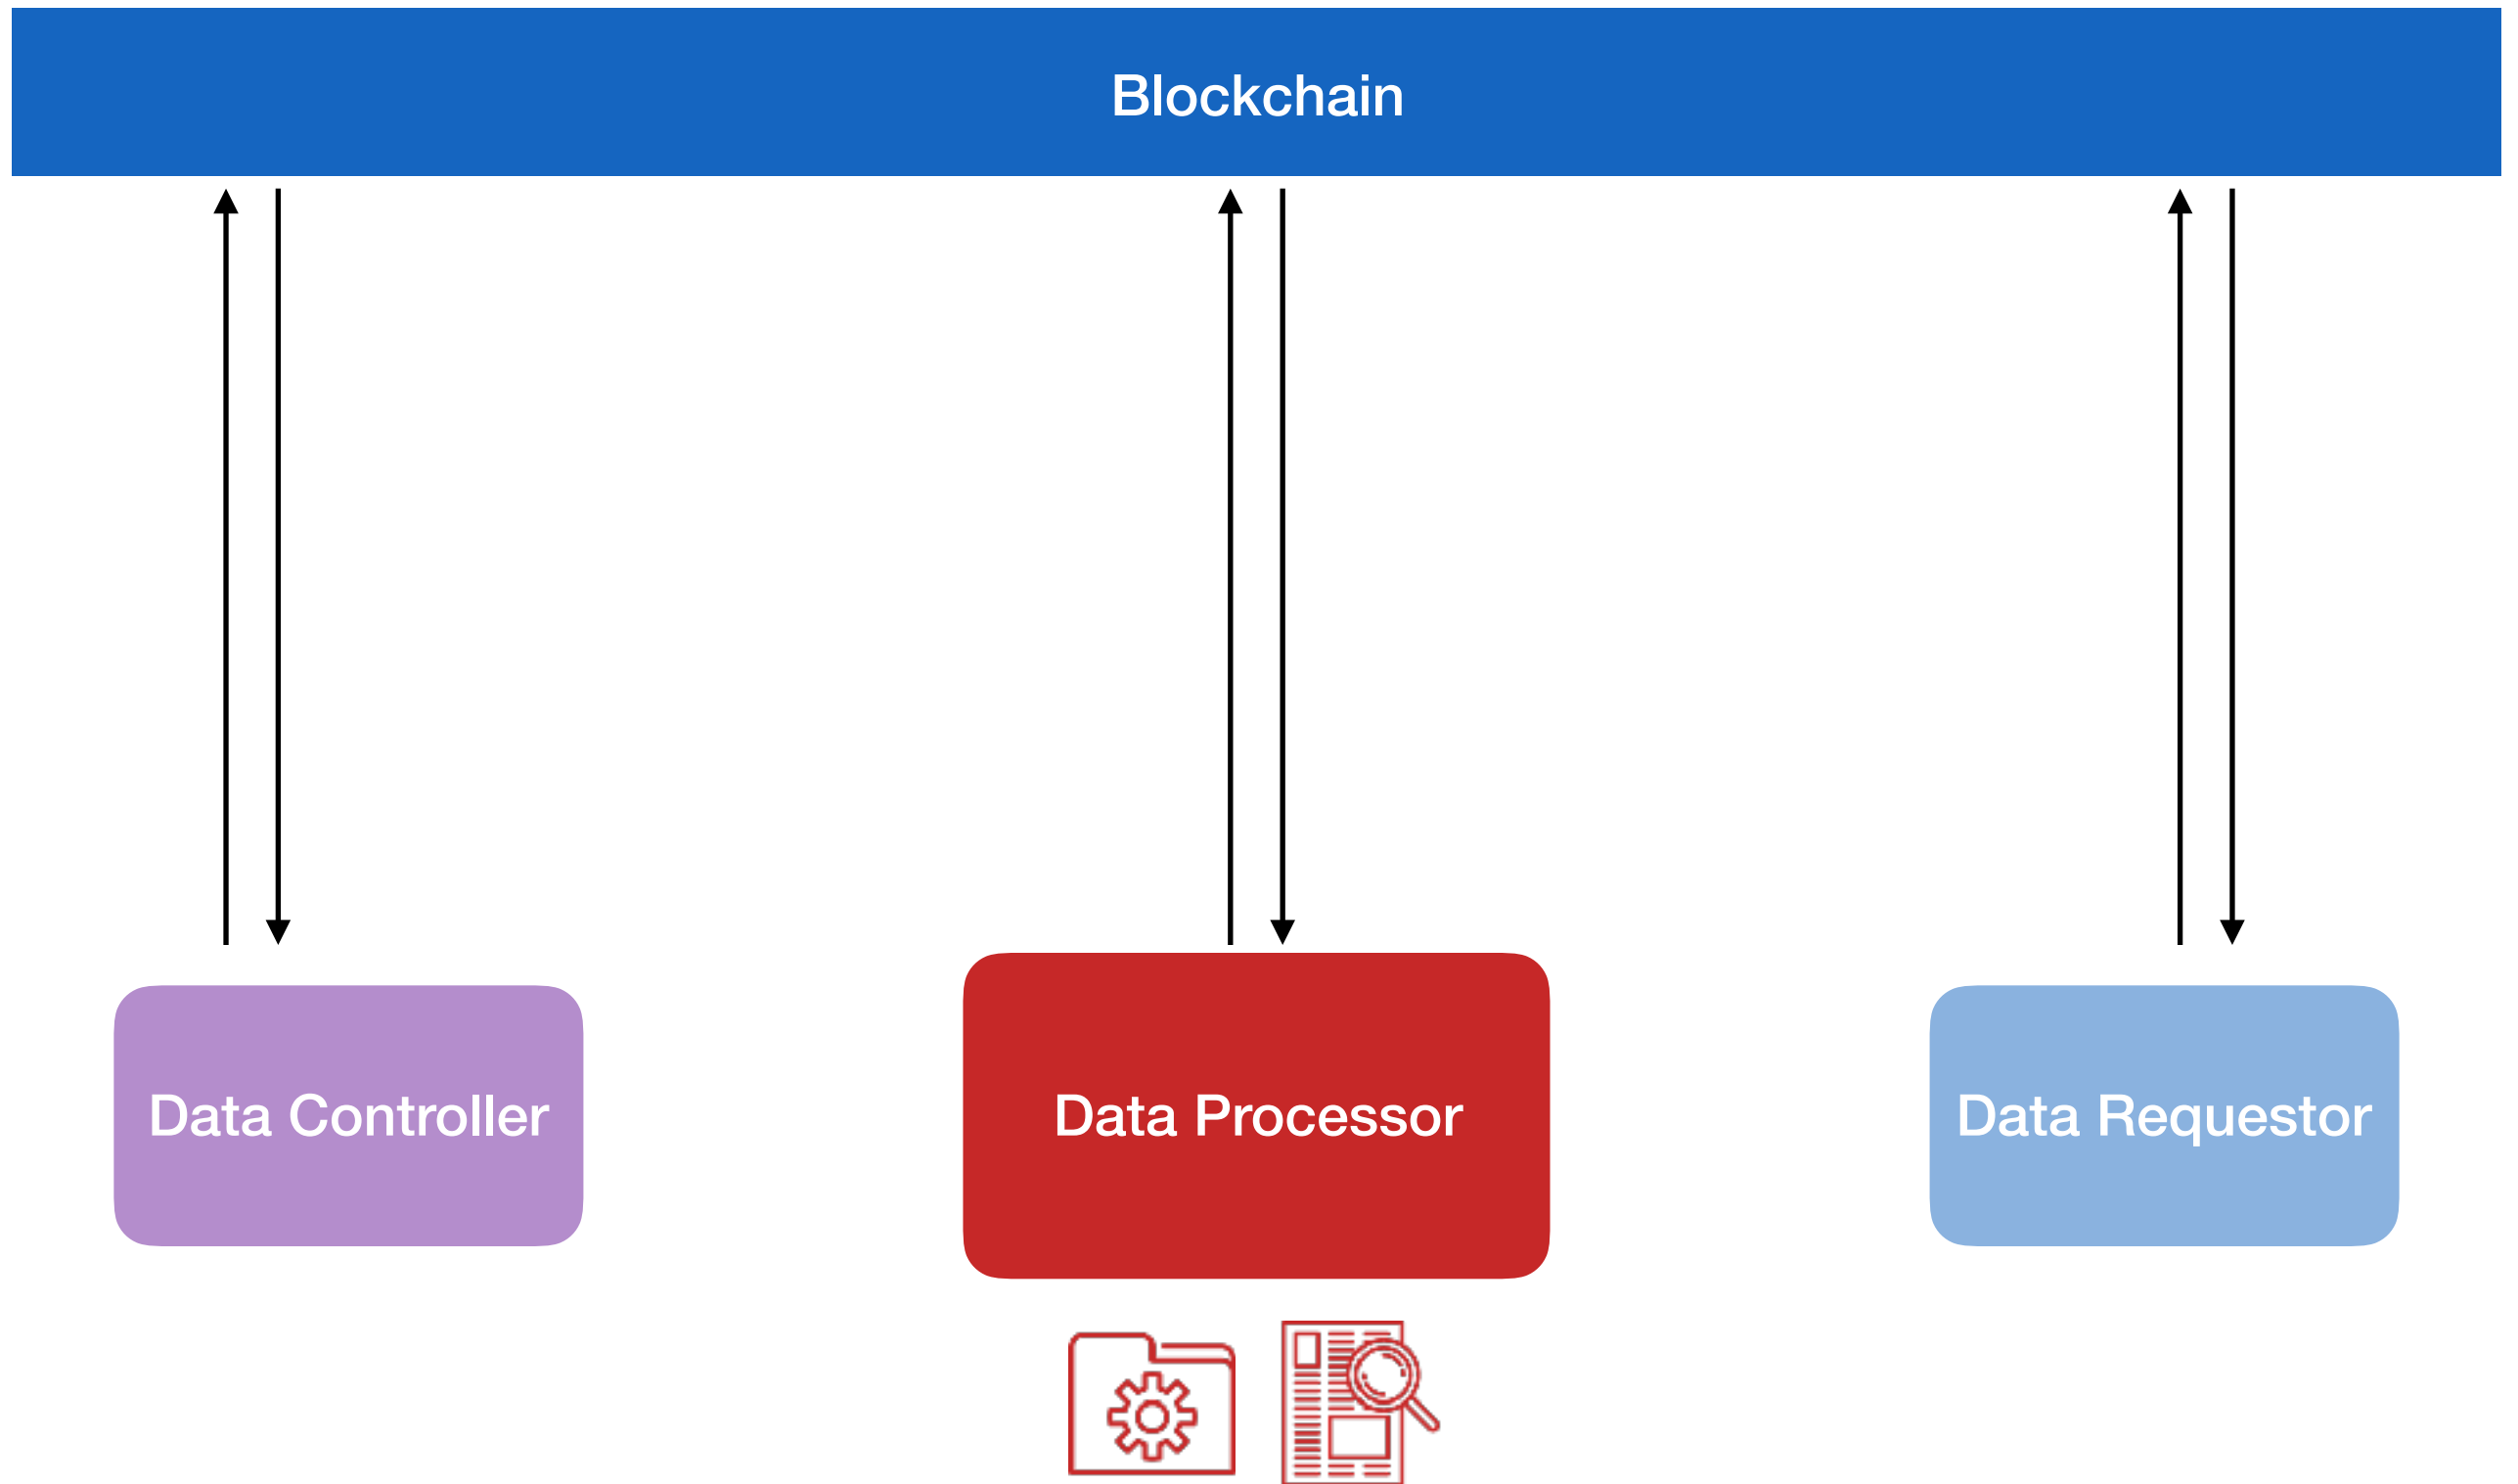 Blockchain
Data Controller
Data Processor
Data Requestor